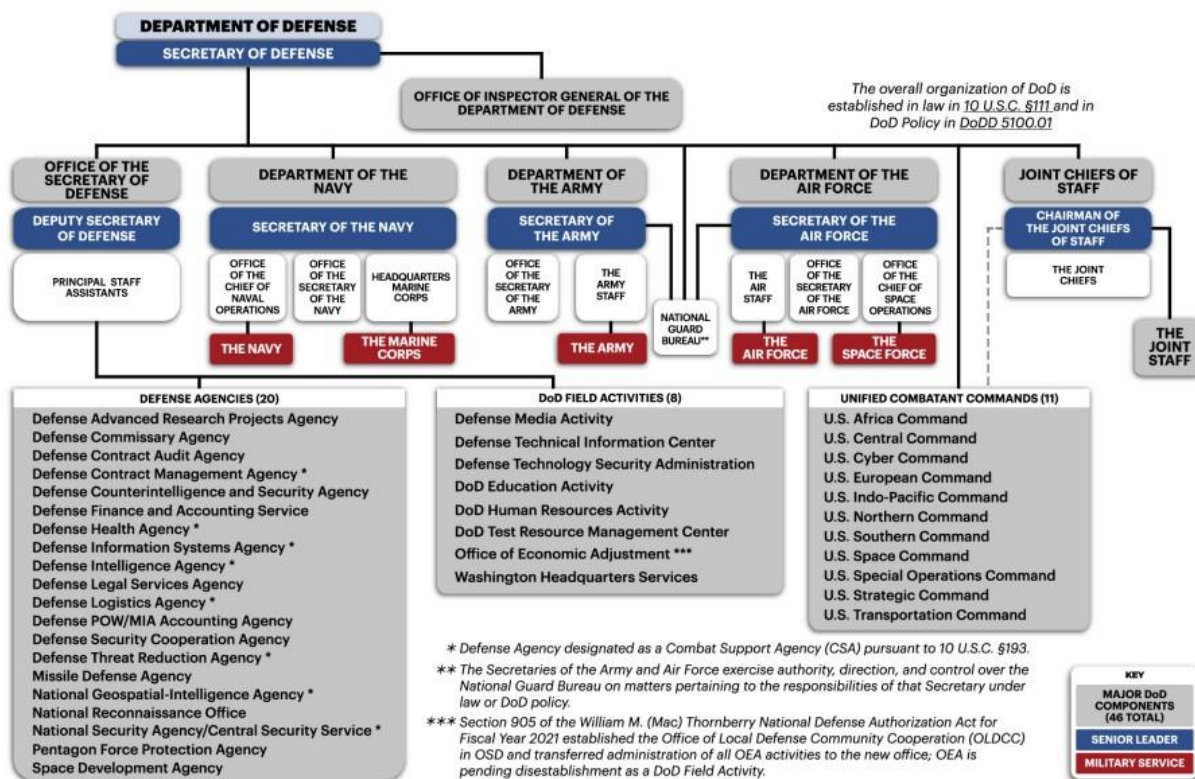 DEPARTMENT OF DEFENSE
SECRETARY OF DEFENSE
OFFICE OF INSPECTOR GENERAL OF THE
DEPARTMENT OF DEFENSE
The overall organization of DoD is
established in law in 10 U.S.C. §111 and in
DoD Policy in DoDD 5100.01
OFFICE OF THE
SECRETARY OF
DEFENSE
DEPUTY SECRETARY
OF DEFENSE
PRINCIPAL STAFF
ASSISTANTS
DEPARTMENT OF THE
NAVY
SECRETARY OF THE NAVY
OFFICE
OF THE
CHIEF OF
NAVAL
OPERATIONS
OFFICE OF
THE
SECRETARY
OF THE
NAVY
HEADQUARTERS
MARINE
CORPS
THE NAVY
THE MARINE
CORPS
DEPARTMENT OF
THE ARMY
SECRETARY OF
THE ARMY
OFFICE
OF THE
SECRETARY
OF THE
ARMY
THE
ARMY
STAFF
THE ARMY
NATIONAL
GUARD
BUREAU**
DEPARTMENT OF THE
AIR FORCE
SECRETARY OF THE
AIR FORCE
THE
AIR
STAFF
OFFICE OF
THE
SECRETARY
OF THE
AIR FORCE
OFFICE
OF THE
CHIEF OF
SPACE
OPERATIONS
THE
AIR FORCE
THE
SPACE FORCE
JOINT CHIEFS OF
STAFF
CHAIRMAN OF
THE JOINT CHIEFS
OF STAFF
THE JOINT
CHIEFS
THE
JOINT
STAFF
DEFENSE AGENCIES (20)
Defense Advanced Research Projects Agency
Defense Commissary Agency
Defense Contract Audit Agency
Defense Contract Management Agency *
Defense Counterintelligence and Security Agency
Defense Finance and Accounting Service
Defense Health Agency *
Defense Information Systems Agency *
Defense Intelligence Agency *
Defense Legal Services Agency
Defense Logistics Agency *
Defense POW/MIA Accounting Agency
Defense Security Cooperation Agency
Defense Threat Reduction Agency *
Missile Defense Agency
National Geospatial-Intelligence Agency *
National Reconnaissance Office
National Security Agency/Central Security Service *
Pentagon Force Protection Agency
Space Development Agency
DoD FIELD ACTIVITIES (8)
Defense Media Activity
Defense Technical Information Center
Defense Technology Security Administration
DoD Education Activity
DoD Human Resources Activity
DoD Test Resource Management Center
Office of Economic Adjustment ***
Washington Headquarters Services
UNIFIED COMBATANT COMMANDS (11)
U.S. Africa Command
U.S. Central Command
U.S. Cyber Command
U.S. European Command
U.S. Indo-Pacific Command
U.S. Northern Command
U.S. Southern Command
U.S. Space Command
U.S. Special Operations Command
U.S. Strategic Command
U.S. Transportation Command
* Defense Agency designated as a Combat Support Agency (CSA) pursuant to 10 U.S.C. §193.
** The Secretaries of the Army and Air Force exercise authority, direction, and control over the
National Guard Bureau on matters pertaining to the responsibilities of that Secretary under
law or DoD policy.
*** Section 905 of the William M. (Mac) Thornberry National Defense Authorization Act for
Fiscal Year 2021 established the Office of Local Defense Community Cooperation (OLDCC)
in OSD and transferred administration of all OEA activities to the new office; OEA is
pending disestablishment as a DoD Field Activity.
KEY
MAJOR DoD
COMPONENTS
(46 TOTAL)
SENIOR LEADER
MILITARY SERVICE